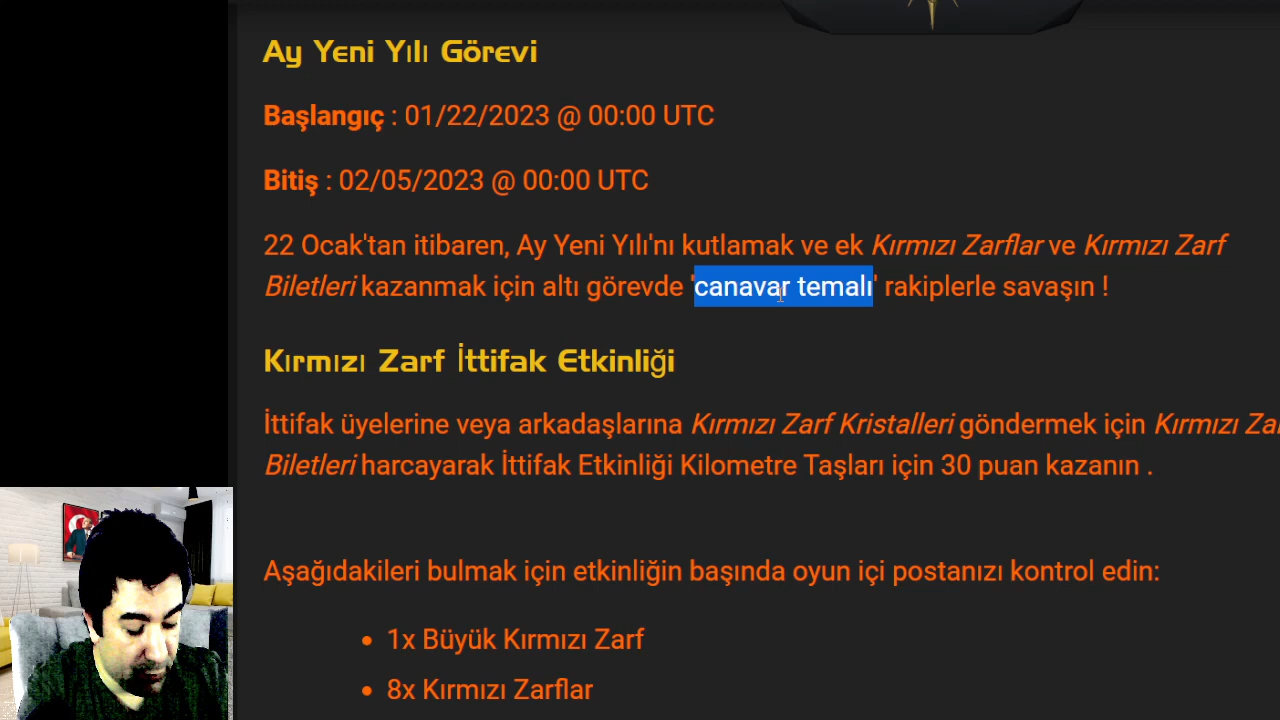 Ay Yeni Yılı Görevi
Başlangıç : 01/22/2023 @ 00:00 UTC
Bitiş : 02/05/2023 @ 00:00 UTC
22 Ocak'tan itibaren, Ay Yeni Yılı'nı kutlamak ve ek Kırmızı Zarflar ve Kırmızı Zarf
Biletleri kazanmak için altı görevde 'canavar temalı' rakiplerle savaşın !
Kırmızı Zarf İttifak Etkinliği
İttifak üyelerine veya arkadaşlarına Kırmızı Zarf Kristalleri göndermek için Kırmızı
Biletleri harcayarak İttifak Etkinliği Kilometre Taşları için 30 puan kazanın .
Aşağıdakileri bulmak için etkinliğin başında oyun içi postanızı kontrol edin:
• 1x Büyük Kırmızı Zarf
• 8x Kırmızı Zarflar